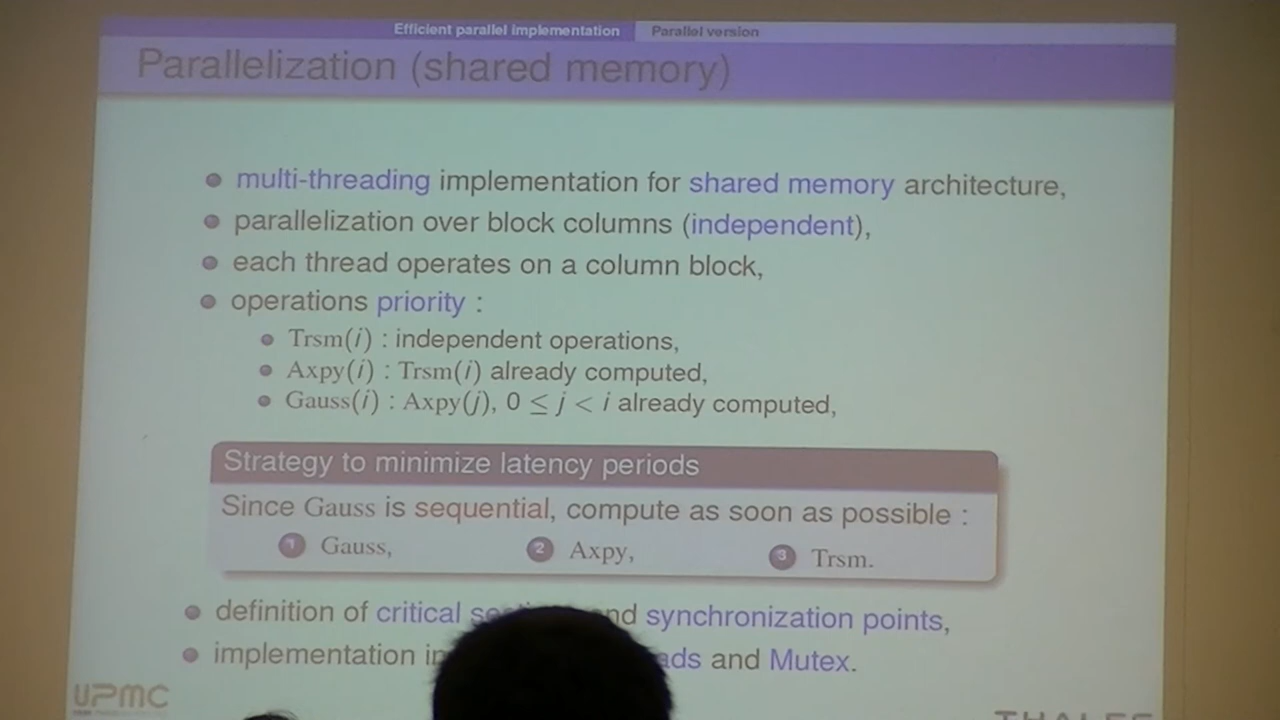 Efficient parallel implementation Parallel version
Parallelization (shared memory)
multi-threading implementation for shared memory architecture,
parallelization over block columns (independent),
each thread operates on a column block,
operations priority :
Trsm(i) : independent operations,
Axpy(i) : Trsm(i) already computed,
Gauss(i) : Axpy(j), 0 ≤ j < i already computed,
Strategy to minimize latency periods
Since Gauss is sequential, compute as soon as possible :
1 Gauss, 2 Axpy, 3 Trsm.
definition of critical and synchronization points,
implementation and Mutex.
UPMC
THALES